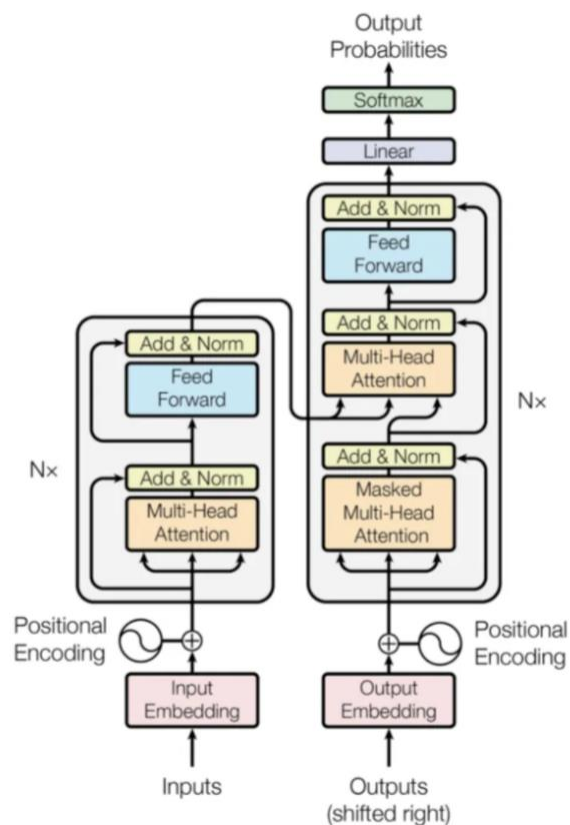 Output
Probabilities
Softmax
Linear
Add & Norm
Feed
Forward
Add & Norm
Multi-Head
Attention
Add & Norm
Masked
Multi-Head
Attention
Nx
Add & Norm
Feed
Forward
Add & Norm
Multi-Head
Attention
Nx
Positional
Encoding
Positional
Encoding
Input
Embedding
Output
Embedding
Inputs
Outputs
(shifted right)